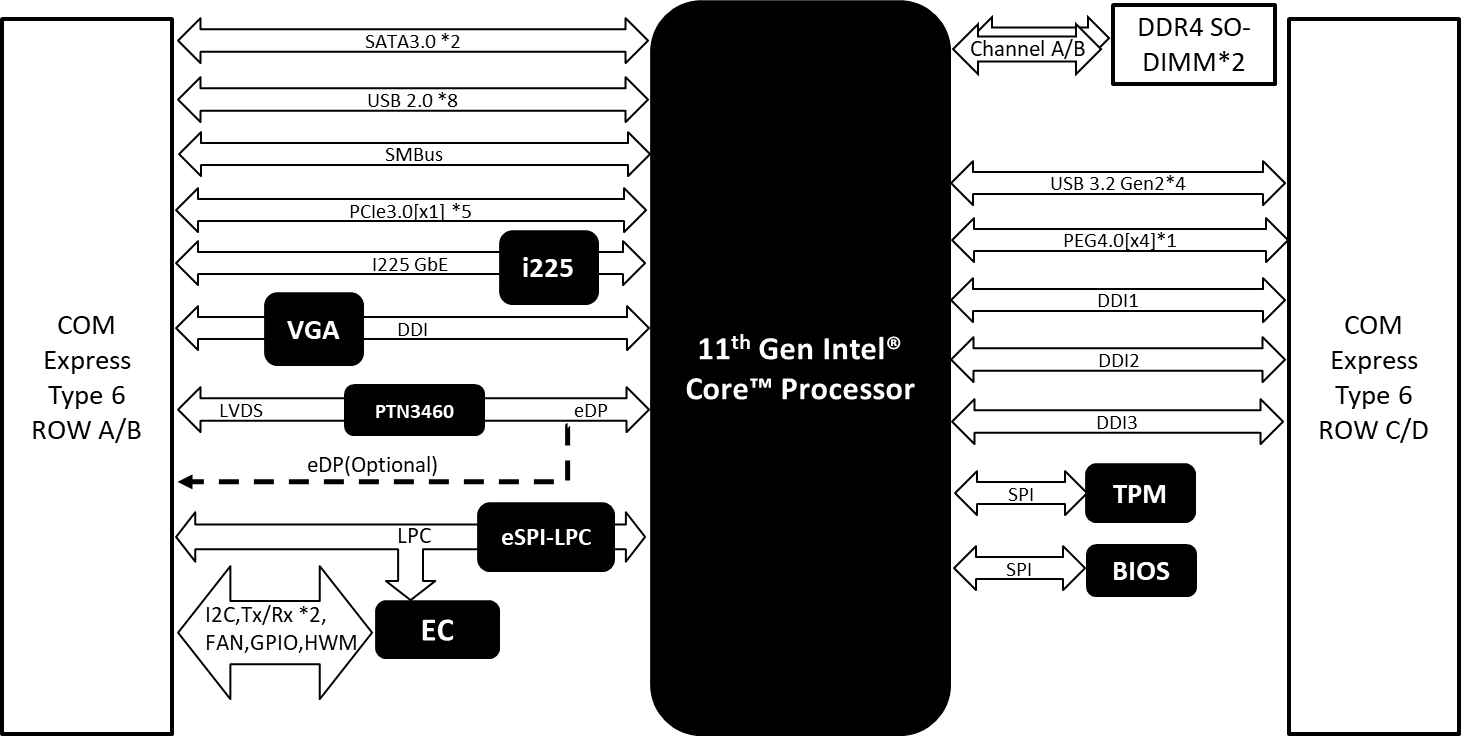 COM
Express
Type 6
ROW A/B
SATA3.0 *2
USB 2.0 *8
SMBus
PCIe3.0[x1] *5
I225 GbE
i225
VGA
DDI
LVDS
PTN3460
eDP
eDP(Optional)
LPC
eSPI-LPC
I2C,Tx/Rx *2,
FAN,GPIO,HWM
EC
11th Gen Intel®
Core™ Processor
Channel A/B
DDR4 SO-
DIMM*2
USB 3.2 Gen2*4
PEG4.0[x4]*1
DDI1
DDI2
DDI3
SPI
TPM
SPI
BIOS
COM
Express
Type 6
ROW C/D